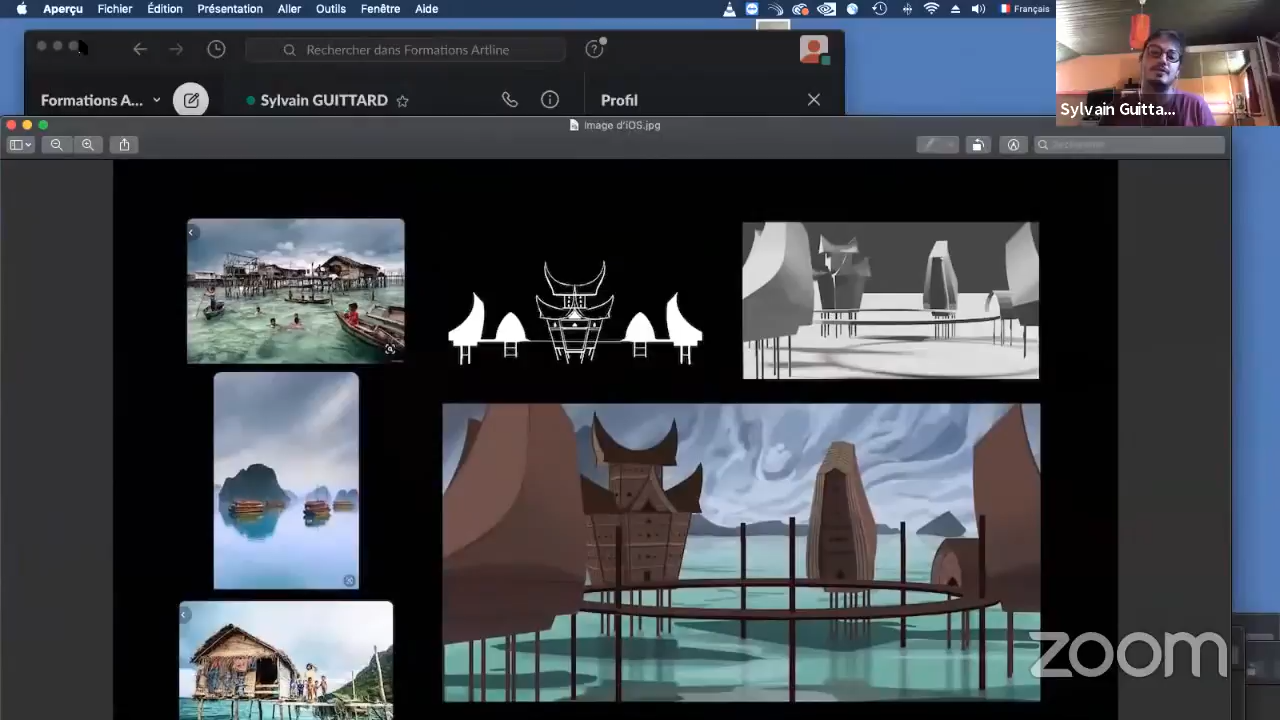 Aperçu Fichier Édition Présentation Aller Outils Fenêtre Aide Français
Rechercher dans Formations Artline
Formations A... Sylvain GUITTARD Profil
Sylvain Guitta...
Image d'iOS.jpg
Rechercher
zoom